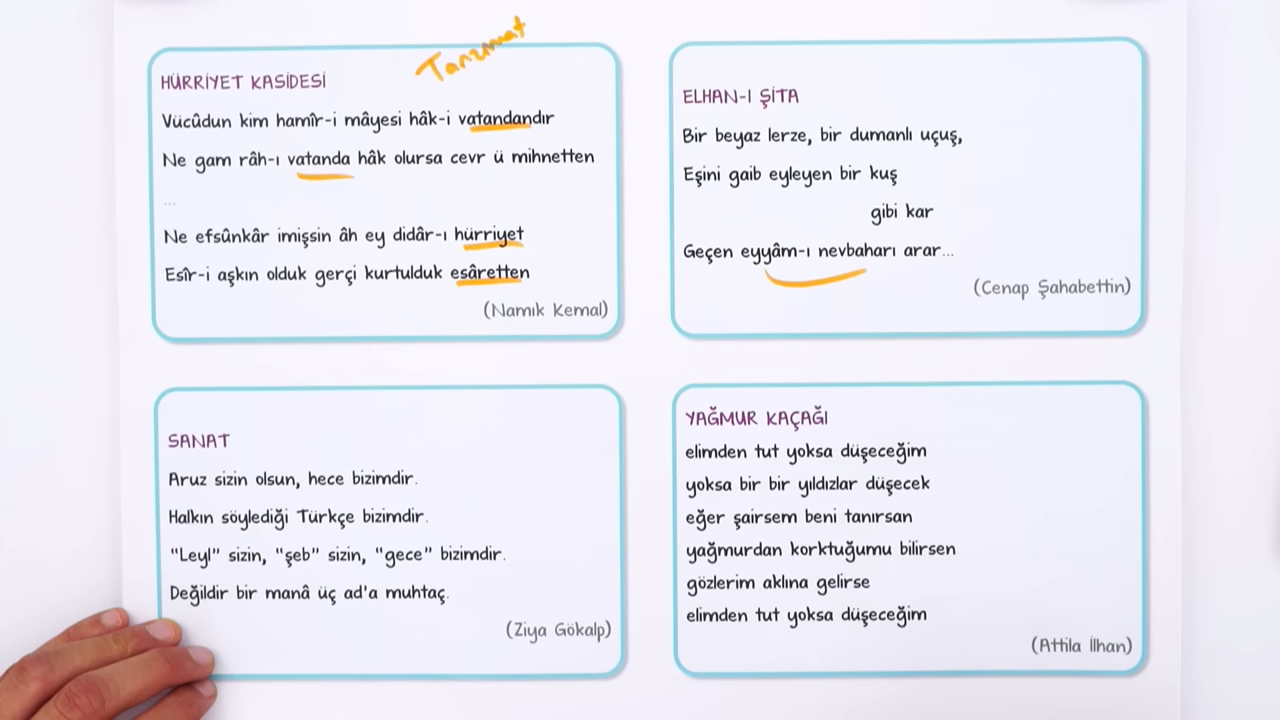 Tanzimat
HÜRRİYET KASİDESİ
Vücûdun kim hamîr-i mâyesi hâk-i vatandandır
Ne gam râh-ı vatanda hâk olursa cevr ü mihnetten
...
Ne efsûnkâr imişsin âh ey didâr-ı hürriyet
Esîr-i aşkın olduk gerçi kurtulduk esâretten
(Namık Kemal)
ELHAN-I ŞİTA
Bir beyaz lerze, bir dumanlı uçuş,
Eşini gaib eyleyen bir kuş
gibi kar
Geçen eyyâm-ı nevbaharı arar...
(Cenap Şahabettin)
SANAT
Aruz sizin olsun, hece bizimdir.
Halkın söylediği Türkçe bizimdir.
"Leyl" sizin, "şeb" sizin, "gece" bizimdir.
Değildir bir manâ üç ad'a muhtaç.
(Ziya Gökalp)
YAĞMUR KAÇAĞI
elimden tut yoksa düşeceğim
yoksa bir bir yıldızlar düşecek
eğer şairsem beni tanırsan
yağmurdan korktuğumu bilirsen
gözlerim aklına gelirse
elimden tut yoksa düşeceğim
(Attila İlhan)